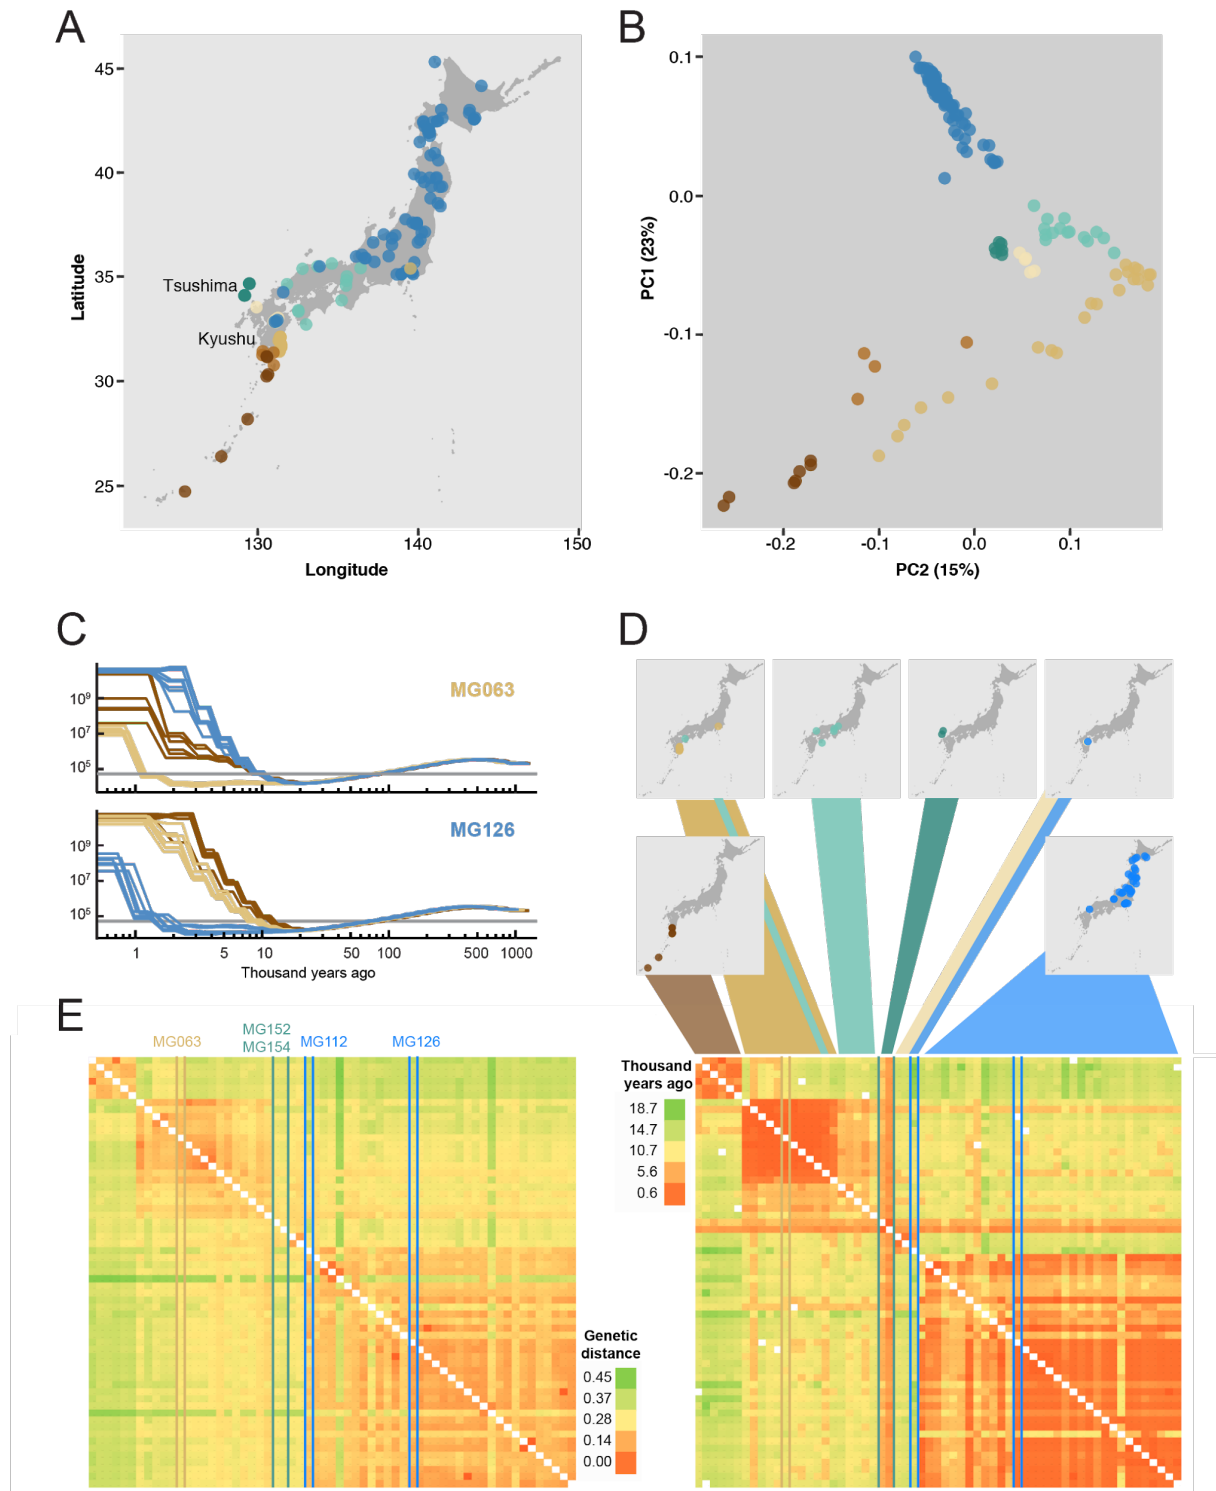 A
45
40
35
30
25
Latitude
Tsushima
Kyushu
130
140
150
Longitude
B
0.1
0.0
-0.1
-0.2
PC1 (23%)
-0.2
-0.1
0.0
0.1
PC2 (15%)
C
MG063
10⁹
10⁷
10⁵
MG126
10⁹
10⁷
10⁵
1
5
10
50
100
500
1000
Thousand years ago
D
E
MG063
MG152
MG154
MG112
MG126
Genetic
distance
0.45
0.37
0.28
0.14
0.00
Thousand
years ago
18.7
14.7
10.7
5.6
0.6